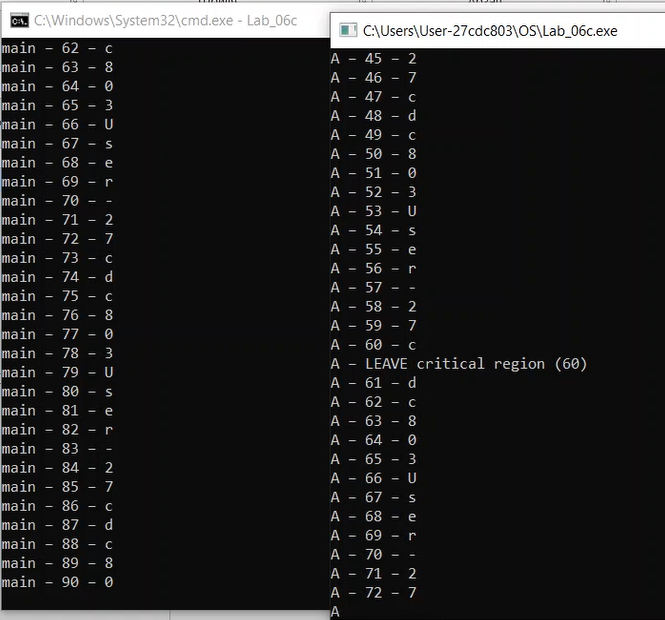 C:\Windows\System32\cmd.exe - Lab_06c
main – 62 – c
main – 63 – 8
main – 64 – 0
main – 65 – 3
main – 66 – U
main – 67 – s
main – 68 – e
main – 69 – r
main – 70 – -
main – 71 – 2
main – 72 – 7
main – 73 – c
main – 74 – d
main – 75 – c
main – 76 – 8
main – 77 – 0
main – 78 – 3
main – 79 – U
main – 80 – s
main – 81 – e
main – 82 – r
main – 83 – -
main – 84 – 2
main – 85 – 7
main – 86 – c
main – 87 – d
main – 88 – c
main – 89 – 8
main – 90 – 0
C:\Users\User-27cdc803\OS\Lab_06c.exe
A – 45 – 2
A – 46 – 7
A – 47 – c
A – 48 – d
A – 49 – c
A – 50 – 8
A – 51 – 0
A – 52 – 3
A – 53 – U
A – 54 – s
A – 55 – e
A – 56 – r
A – 57 – -
A – 58 – 2
A – 59 – 7
A – 60 – c
A – LEAVE critical region (60)
A – 61 – d
A – 62 – c
A – 63 – 8
A – 64 – 0
A – 65 – 3
A – 66 – U
A – 67 – s
A – 68 – e
A – 69 – r
A – 70 – -
A – 71 – 2
A – 72 – 7
A